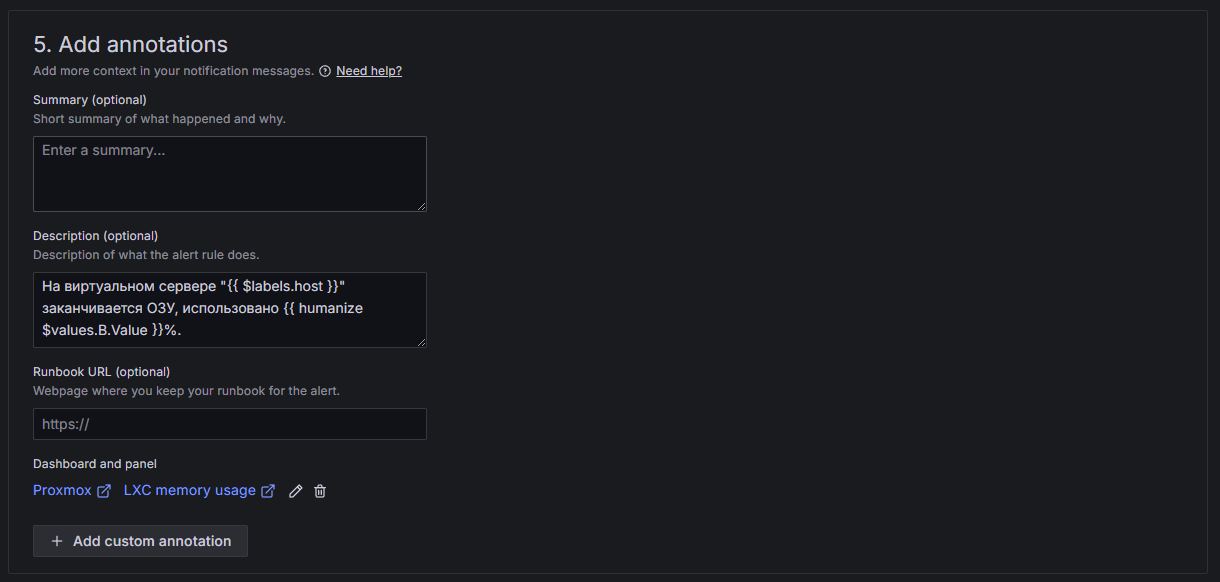 5. Add annotations
Add more context in your notification messages. Need help?
Summary (optional)
Short summary of what happened and why.
Enter a summary...
Description (optional)
Description of what the alert rule does.
На виртуальном сервере "{{ $labels.host }}"
заканчивается ОЗУ, использовано {{ humanize
$values.B.Value }}%.
Runbook URL (optional)
Webpage where you keep your runbook for the alert.
https://
Dashboard and panel
Proxmox LXC memory usage
+ Add custom annotation